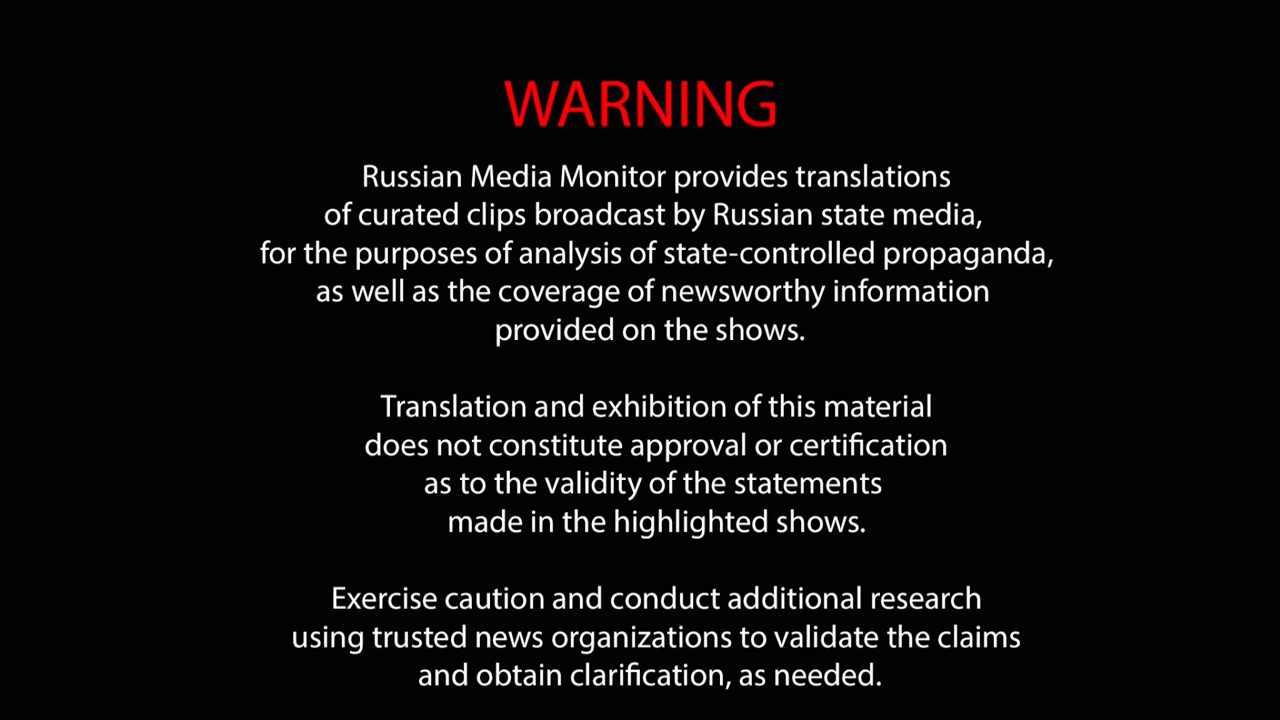 WARNING
Russian Media Monitor provides translations
of curated clips broadcast by Russian state media,
for the purposes of analysis of state-controlled propaganda,
as well as the coverage of newsworthy information
provided on the shows.
Translation and exhibition of this material
does not constitute approval or certification
as to the validity of the statements
made in the highlighted shows.
Exercise caution and conduct additional research
using trusted news organizations to validate the claims
and obtain clarification, as needed.